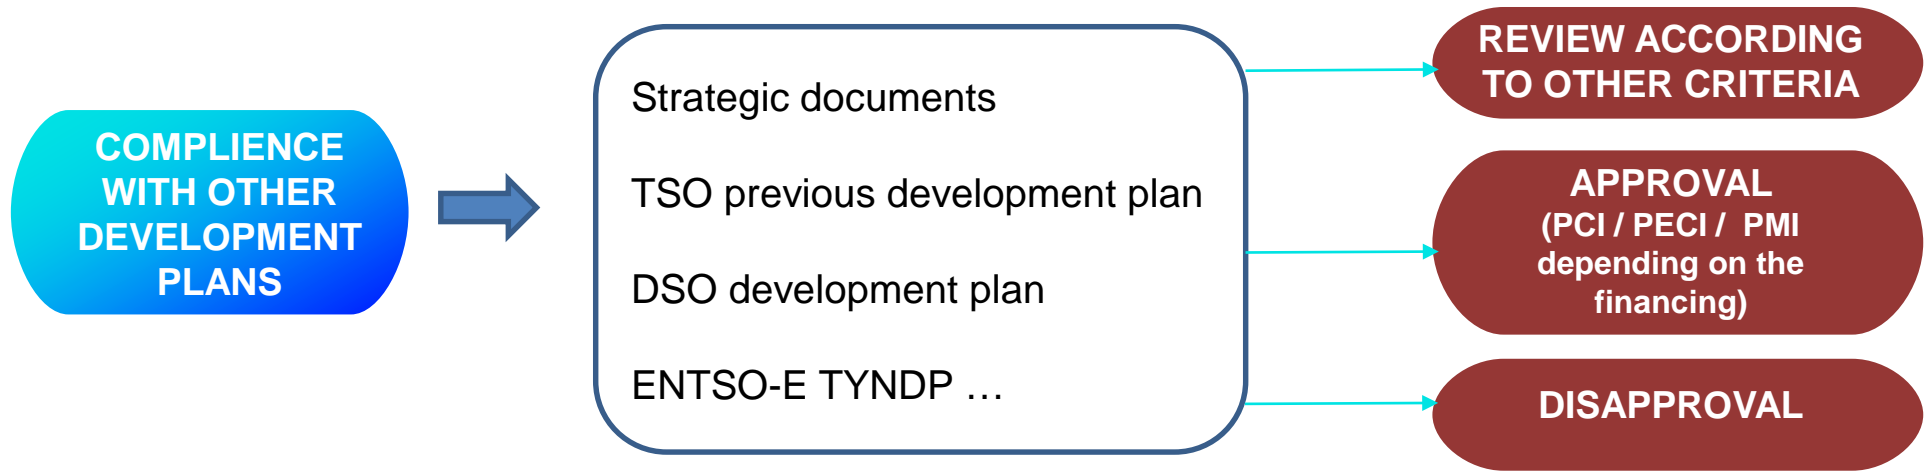 COMPLIENCE
WITH OTHER
DEVELOPMENT
PLANS
Strategic documents
TSO previous development plan
DSO development plan
ENTSO-E TYNDP …
REVIEW ACCORDING
TO OTHER CRITERIA
APPROVAL
(PCI / PECI / PMI
depending on the
financing)
DISAPPROVAL